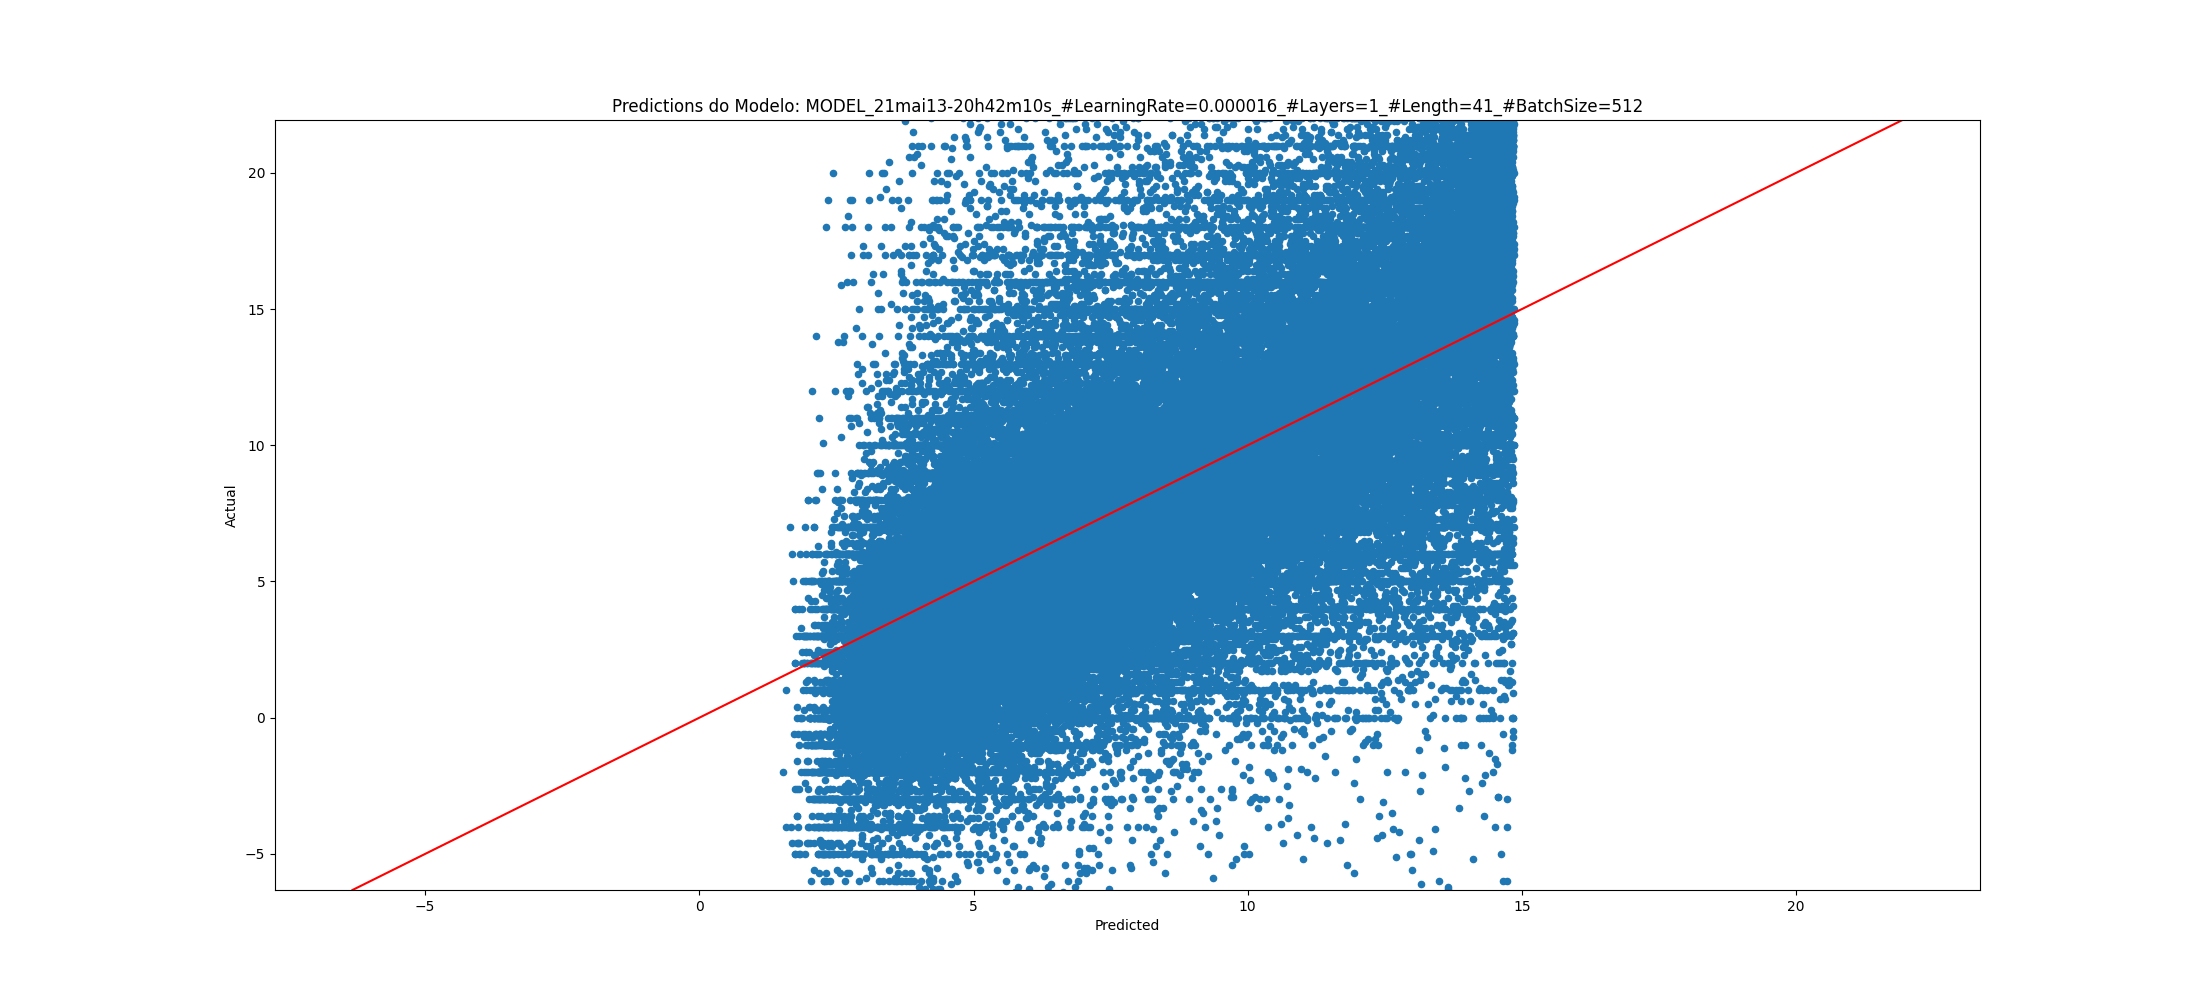 Predictions do Modelo: MODEL_21mai13-20h42m10s_#LearningRate=0.000016_#Layers=1_#Length=41_#BatchSize=512
20
15
10
5
0
−5
Actual
−5 0 5 10 15 20
Predicted